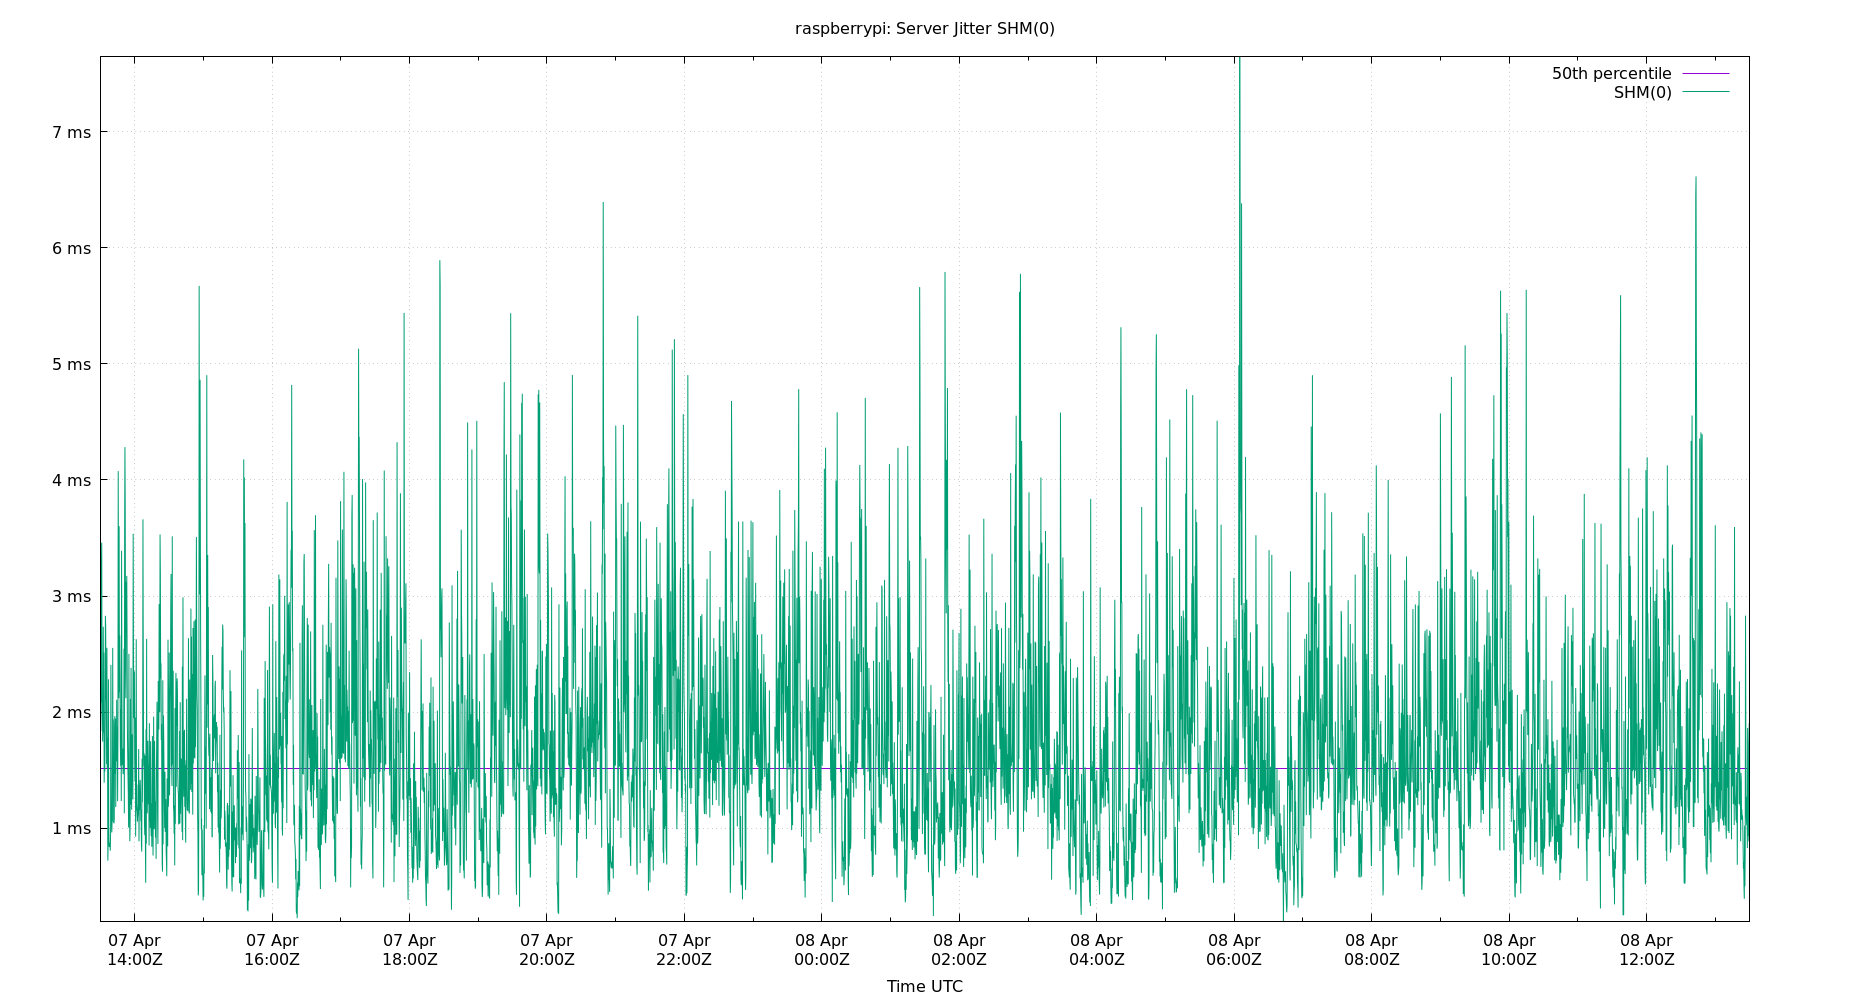 raspberrypi: Server Jitter SHM(0)
50th percentile
SHM(0)
7 ms
6 ms
5 ms
4 ms
3 ms
2 ms
1 ms
07 Apr 07 Apr 07 Apr 07 Apr 07 Apr 08 Apr 08 Apr 08 Apr 08 Apr 08 Apr 08 Apr 08 Apr
14:00Z 16:00Z 18:00Z 20:00Z 22:00Z 00:00Z 02:00Z 04:00Z 06:00Z 08:00Z 10:00Z 12:00Z
Time UTC